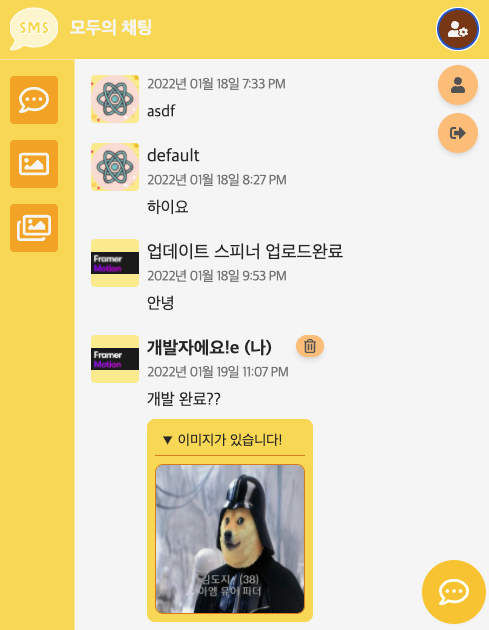 SMS 모두의 채팅
2022년 01월 18일 7:33 PM
asdf
default
2022년 01월 18일 8:27 PM
하이요
업데이트 스피너 업로드완료
Framer
Motion
2022년 01월 18일 9:53 PM
안녕
개발자에요!e (나)
Framer
Motion
2022년 01월 19일 11:07 PM
개발 완료??
▼ 이미지가 있습니다!
김도지 (38)
이엠 유어 피더